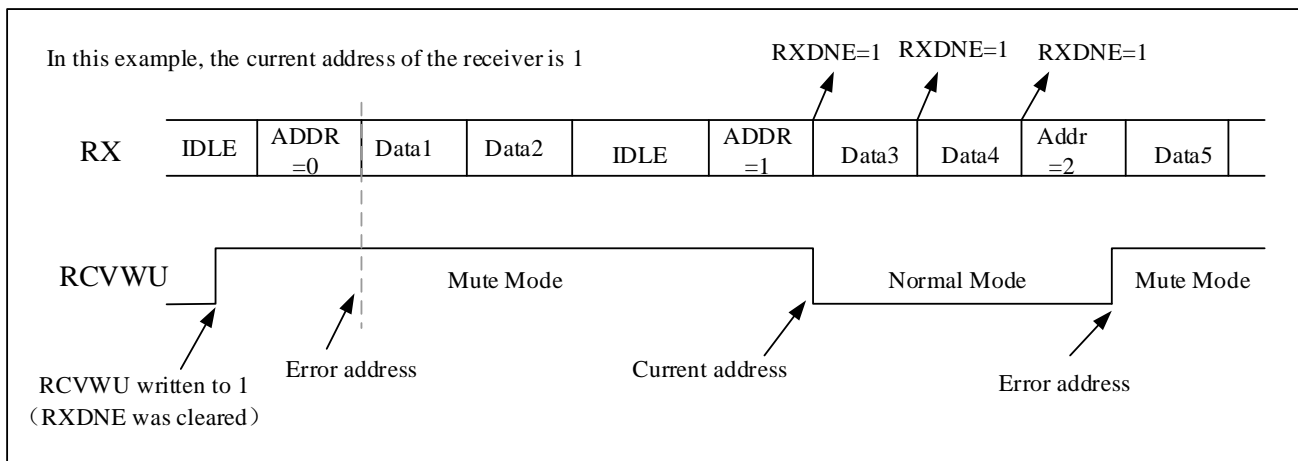 In this example, the current address of the receiver is 1
RXDNE=1 RXDNE=1 RXDNE=1
RX IDLE ADDR =0 Data1 Data2 IDLE ADDR =1 Data3 Data4 Addr =2 Data5
RCVWU Mute Mode Normal Mode Mute Mode
Error address Current address Error address
RCVWU written to 1
（RXDNE was cleared）